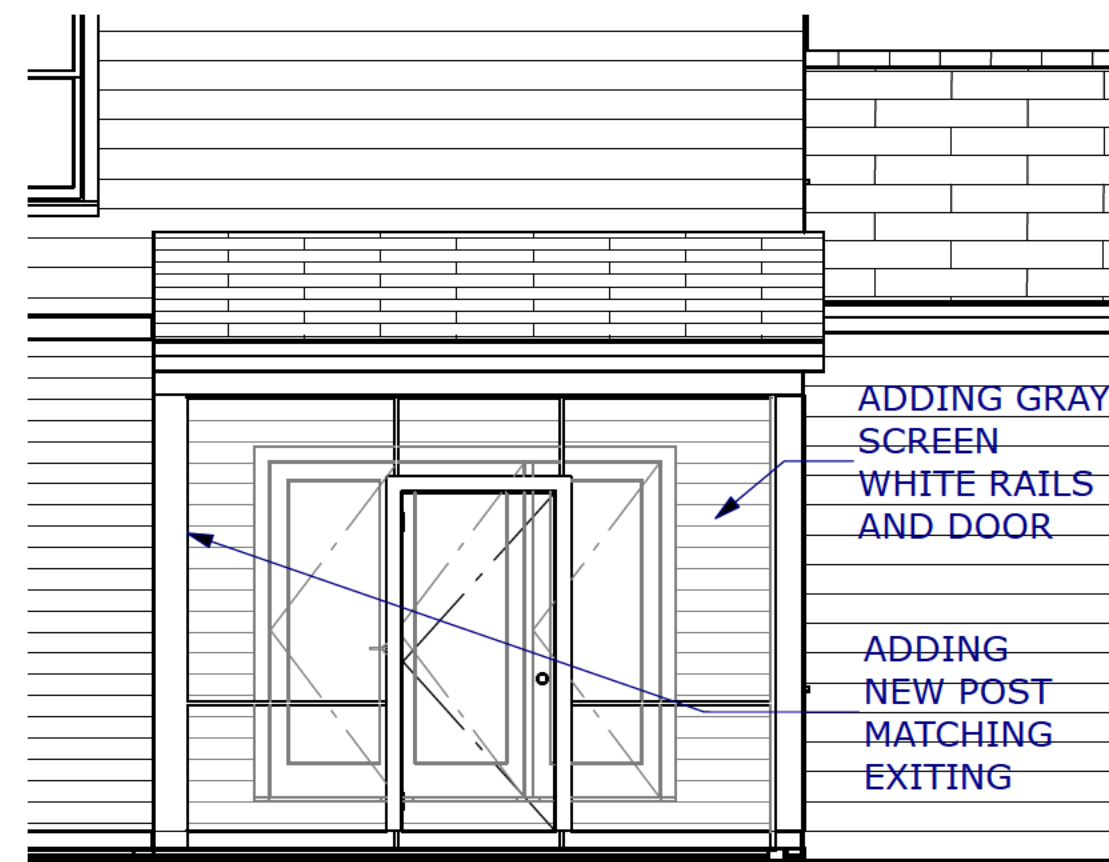 ADDING GRAY
SCREEN
WHITE RAILS
AND DOOR
ADDING
NEW POST
MATCHING
EXITING